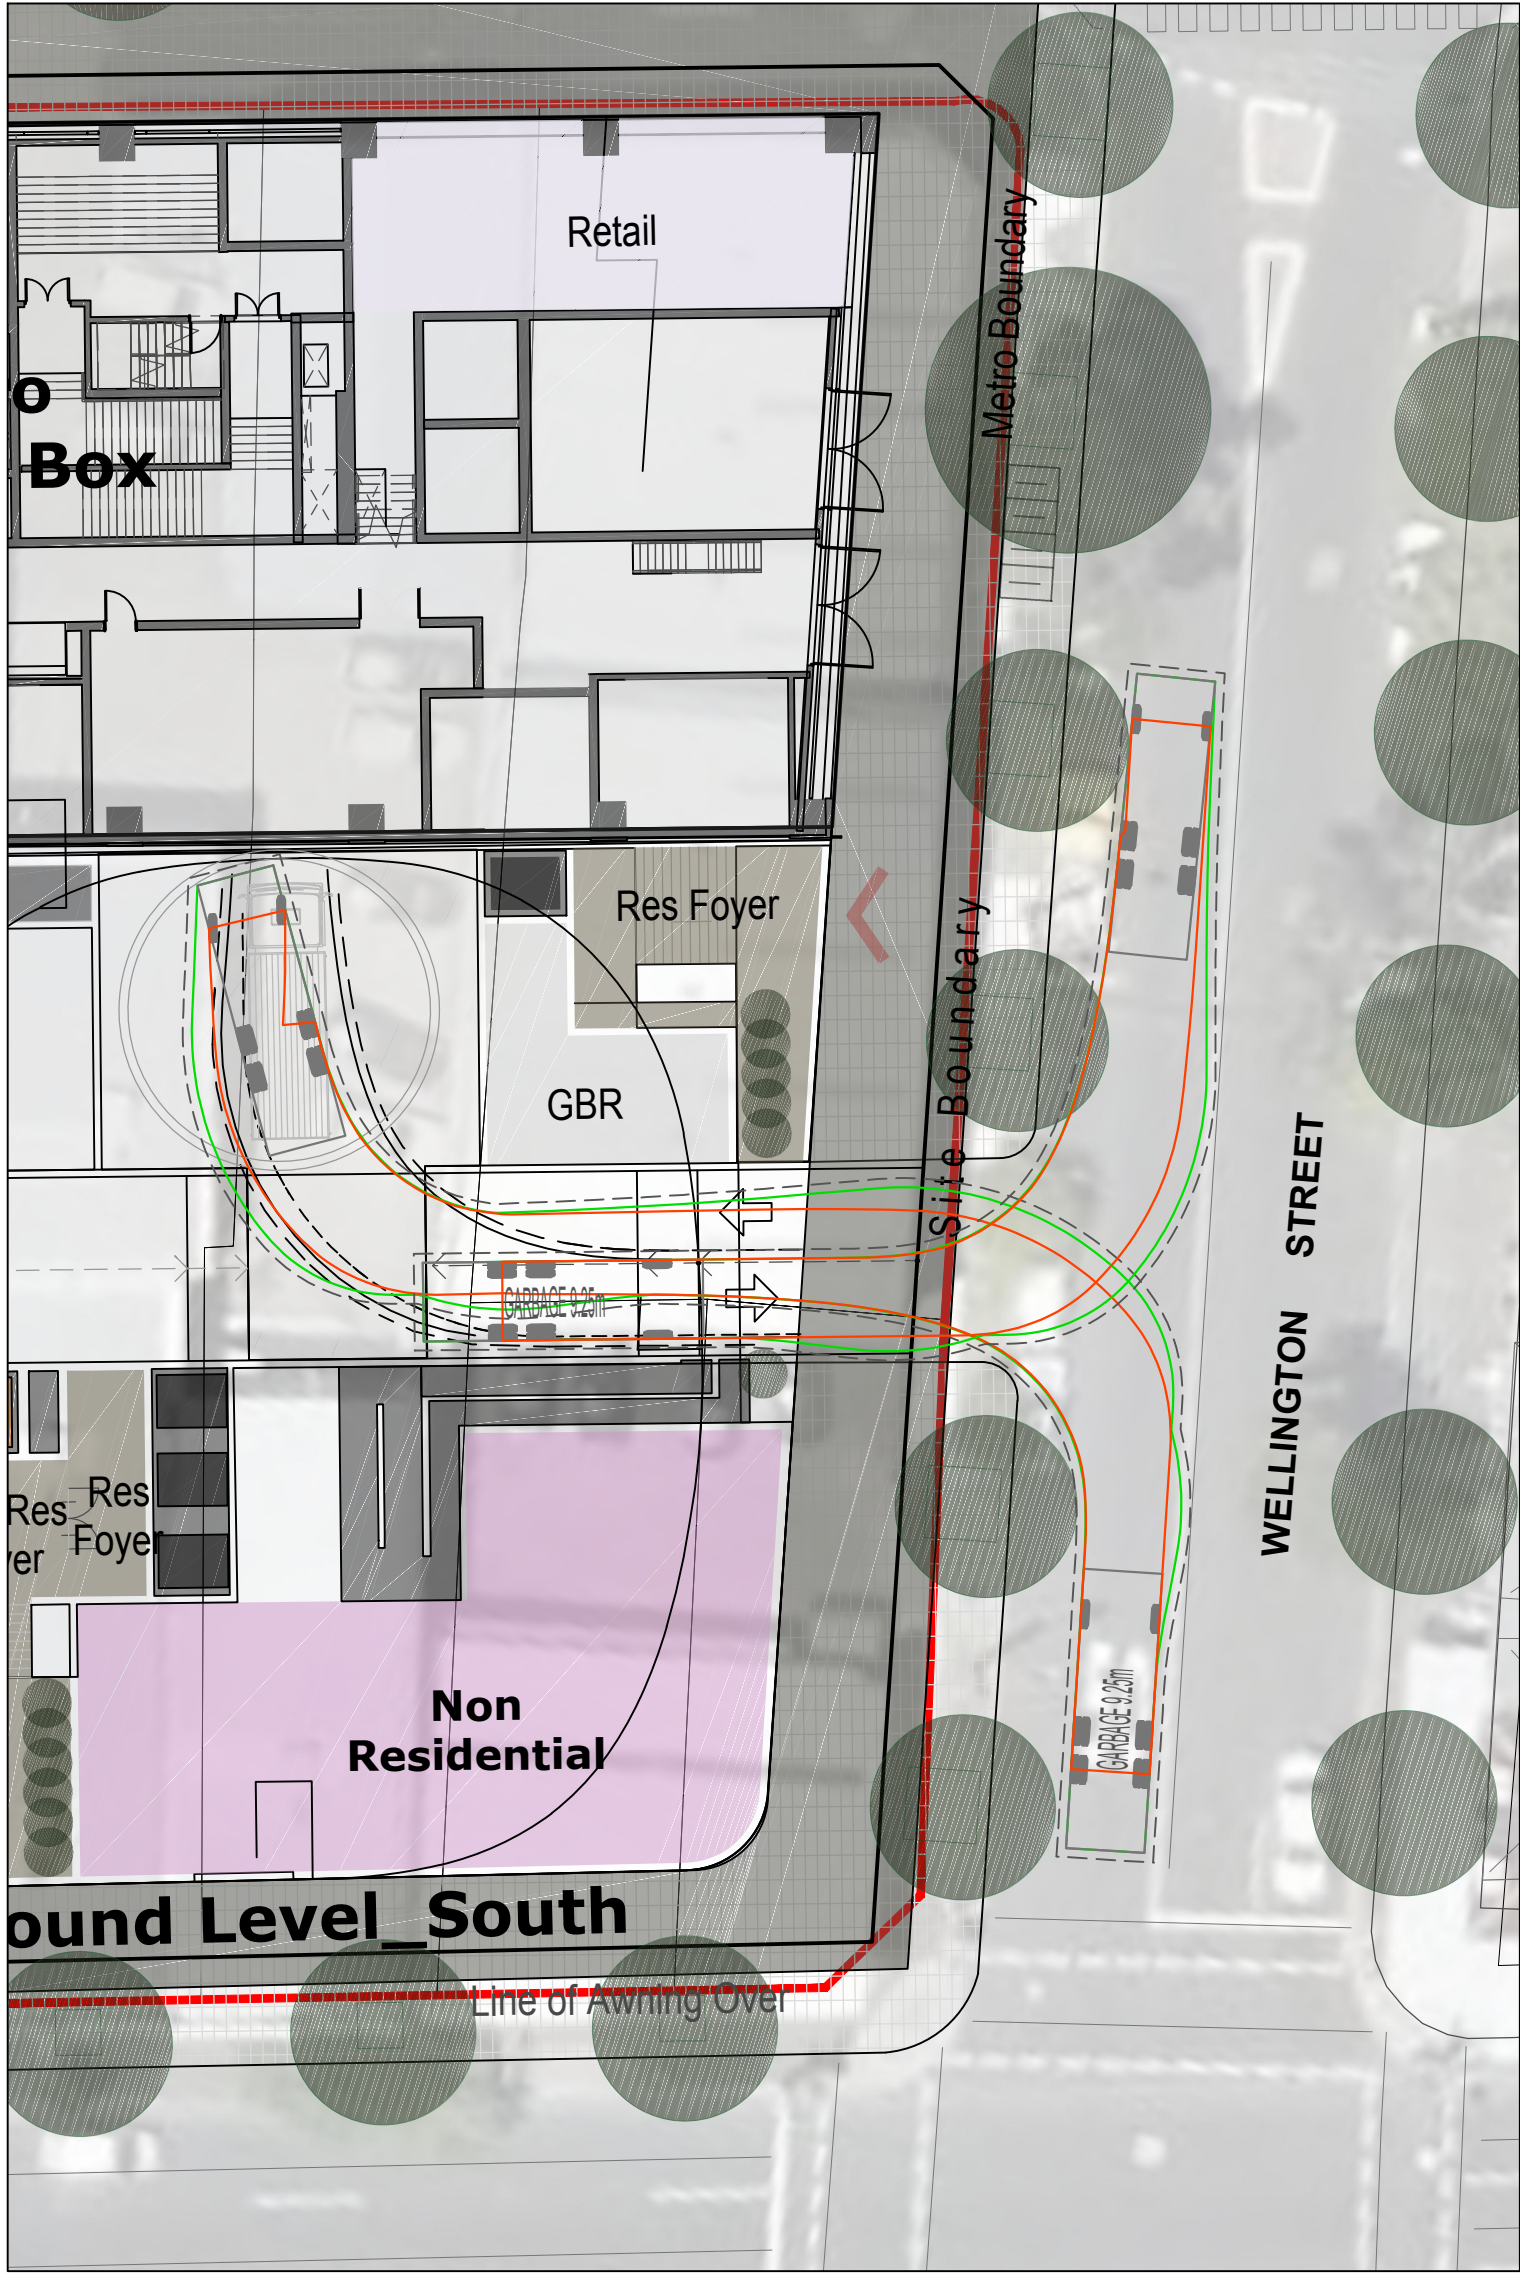 Retail
Metro Boundary
o
Box
Res Foyer
Site Boundary
GBR
WELLINGTON STREET
GARBAGE 9.25m
Res
Foyer
Res
yer
GARBAGE 9.25m
Non
Residential
ound Level_South
Line of Awning Over